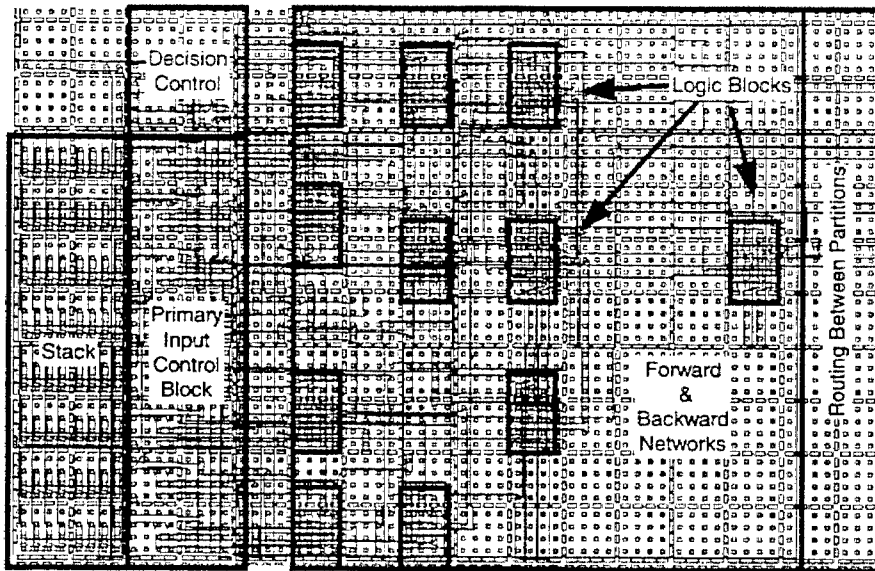 Decision
Control
Logic Blocks
Stack
Primary
Input
Control
Block
Forward
&
Backward
Networks
Routing Between Partitions